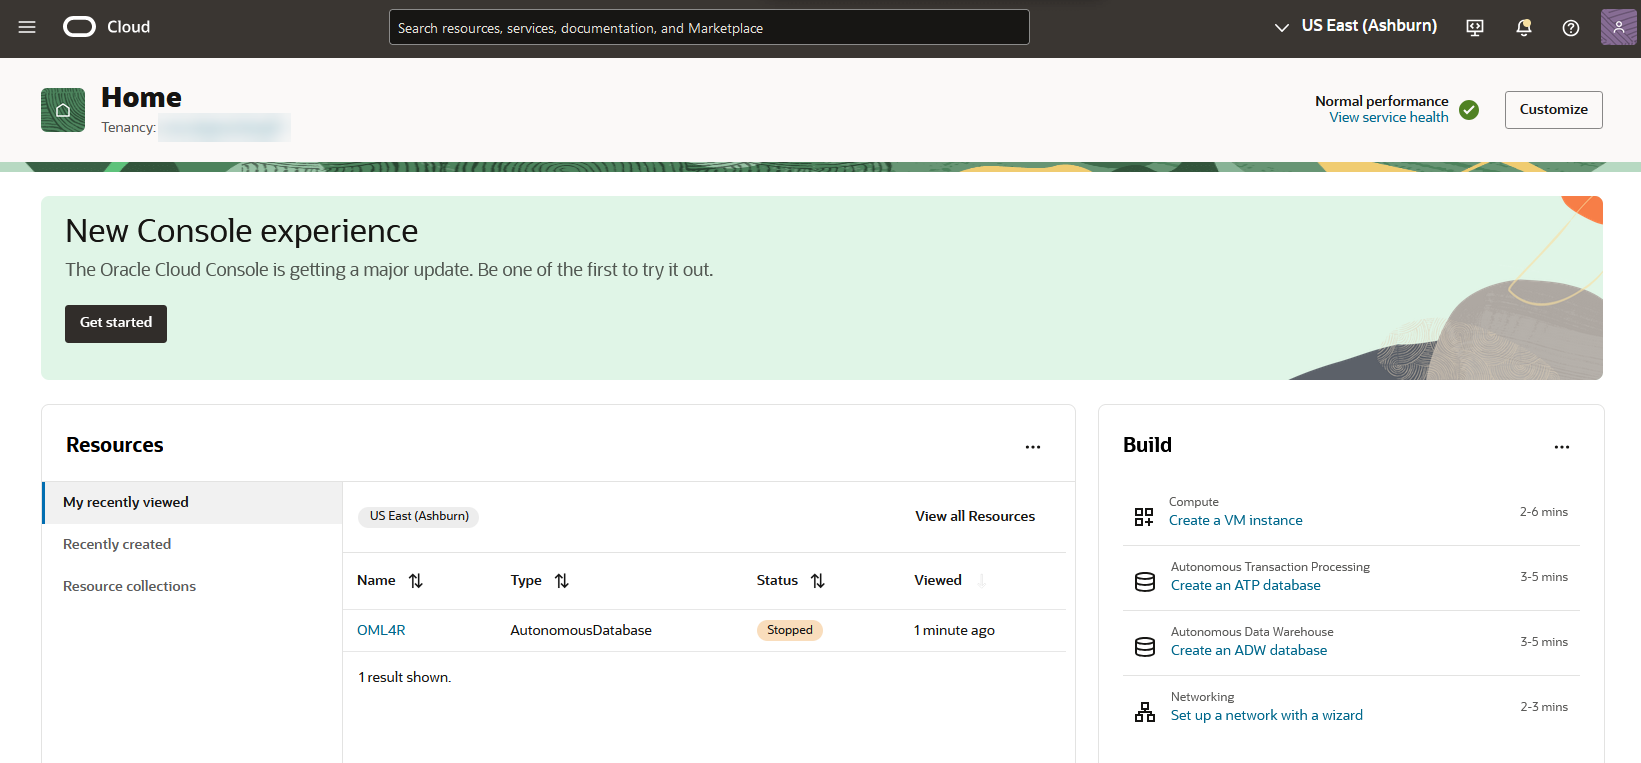 Cloud
Search resources, services, documentation, and Marketplace
US East (Ashburn)
Home
Tenancy:
Normal performance
View service health
Customize
New Console experience
The Oracle Cloud Console is getting a major update. Be one of the first to try it out.
Get started
Resources
My recently viewed
Recently created
Resource collections
US East (Ashburn)
View all Resources
Name Type Status Viewed
OML4R AutonomousDatabase Stopped 1 minute ago
1 result shown.
Build
Compute
Create a VM instance
2-6 mins
Autonomous Transaction Processing
Create an ATP database
3-5 mins
Autonomous Data Warehouse
Create an ADW database
3-5 mins
Networking
Set up a network with a wizard
2-3 mins